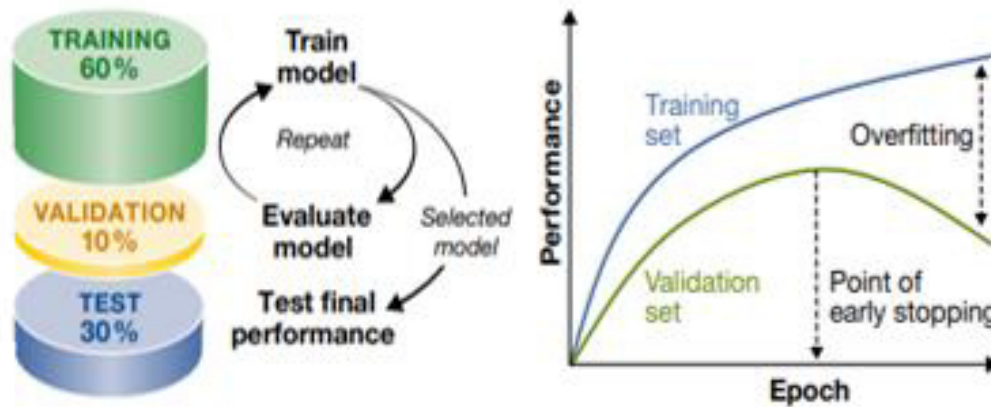 TRAINING
60%
VALIDATION
10%
TEST
30%
Train
model
Repeat
Evaluate
model
Selected
model
Test final
performance
Performance
Training
set
Overfitting
Validation
set
Point of
early stopping
Epoch